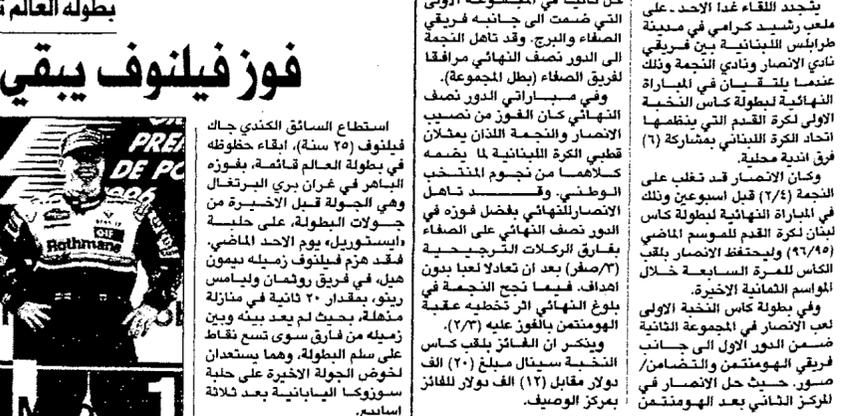 يتجدد اللقاء غدا الاحد - على
ملعب رشيد كرامي في مدينة
طرابلس اللبنانية بين فريقي
نادي الانصار ونادي النجمة وذلك
عندما يلتقيان في المباراة
النهائية لبطولة كاس النخبة
الاولى لكرة القدم التي ينظمها
اتحاد الكرة اللبناني بمشاركة (٦)
فرق اندية محلية.
وكان الانصار قد تغلب على
النجمة (٢/٤) قبل اسبوعين وذلك
في المباراة النهائية لبطولة كاس
لبنان لكرة القدم للموسم الماضي
(٩٦/٩٥) وليحتفظ الانصار بلقب
الكاس للمرة السابعة خلال
المواسم الثمانية الاخيرة.
وفي بطولة كاس النخبة الاولى
لعب الانصار في المجموعة الثانية
ضمن الدور الاول الى جانب
فريقي الهومنتمن والتضامن/
صور. حيث حل الانصار في
المركز الثاني بعد الهومنتمن
حل ثانية في المجموعة الاولى
التي ضمت الى جانبه فريقي
الصفاء والبرج. وقد تاهل النجمة
الى الدور نصف النهائي مرافقا
لفريق الصفاء (بطل المجموعة).
وفي مباراتي الدور نصف
النهائي كان الفوز من نصيب
الانصار والنجمة اللذان يمثلان
قطبي الكرة اللبنانية لما يضمه
كلاهما من نجوم المنتخب
الوطني. وقد تاهل
الانصار للنهائي بفضل فوزه في
الدور نصف النهائي على الصفاء
بفارق الركلات الترجيحية
(٣/صفر) بعد ان تعادلا لعبا بدون
اهداف. فيما نجح النجمة في
بلوغ النهائي اثر تخطيه عقبة
الهومنتمن بالفوز عليه (٢/٣).
ويذكر ان الفائز بلقب كاس
النخبة سينال مبلغ (٢٠) الف
دولار مقابل (١٢) الف دولار للفائز
بمركز الوصيف.
بطولة العالم
فوز فيلنوف يبقي
استطاع السائق الكندي جاك
فيلنوف (٢٥ سنة)، ابقاء حظوظه
في بطولة العالم قائمة، بفوزه
الباهر في غران بري البرتغال
وهي الجولة قبل الاخيرة من
جولات البطولة، على حلبة
«ايستوريل» يوم الاحد الماضي.
فقد هزم فيلنوف زميله ديمون
هيل، في فريق روثمان وليامس
رينو، بمقدار ٢٠ ثانية في منازلة
مذهلة، بحيث لم يعد بينه وبين
زميله من فارق سوى تسع نقاط
على سلم البطولة، وهما يستعدان
لخوض الجولة الاخيرة على حلبة
سوزوكا اليابانية بعد ثلاثة
اسابيع.
PREM
DE PO
1996
Rothmans
1